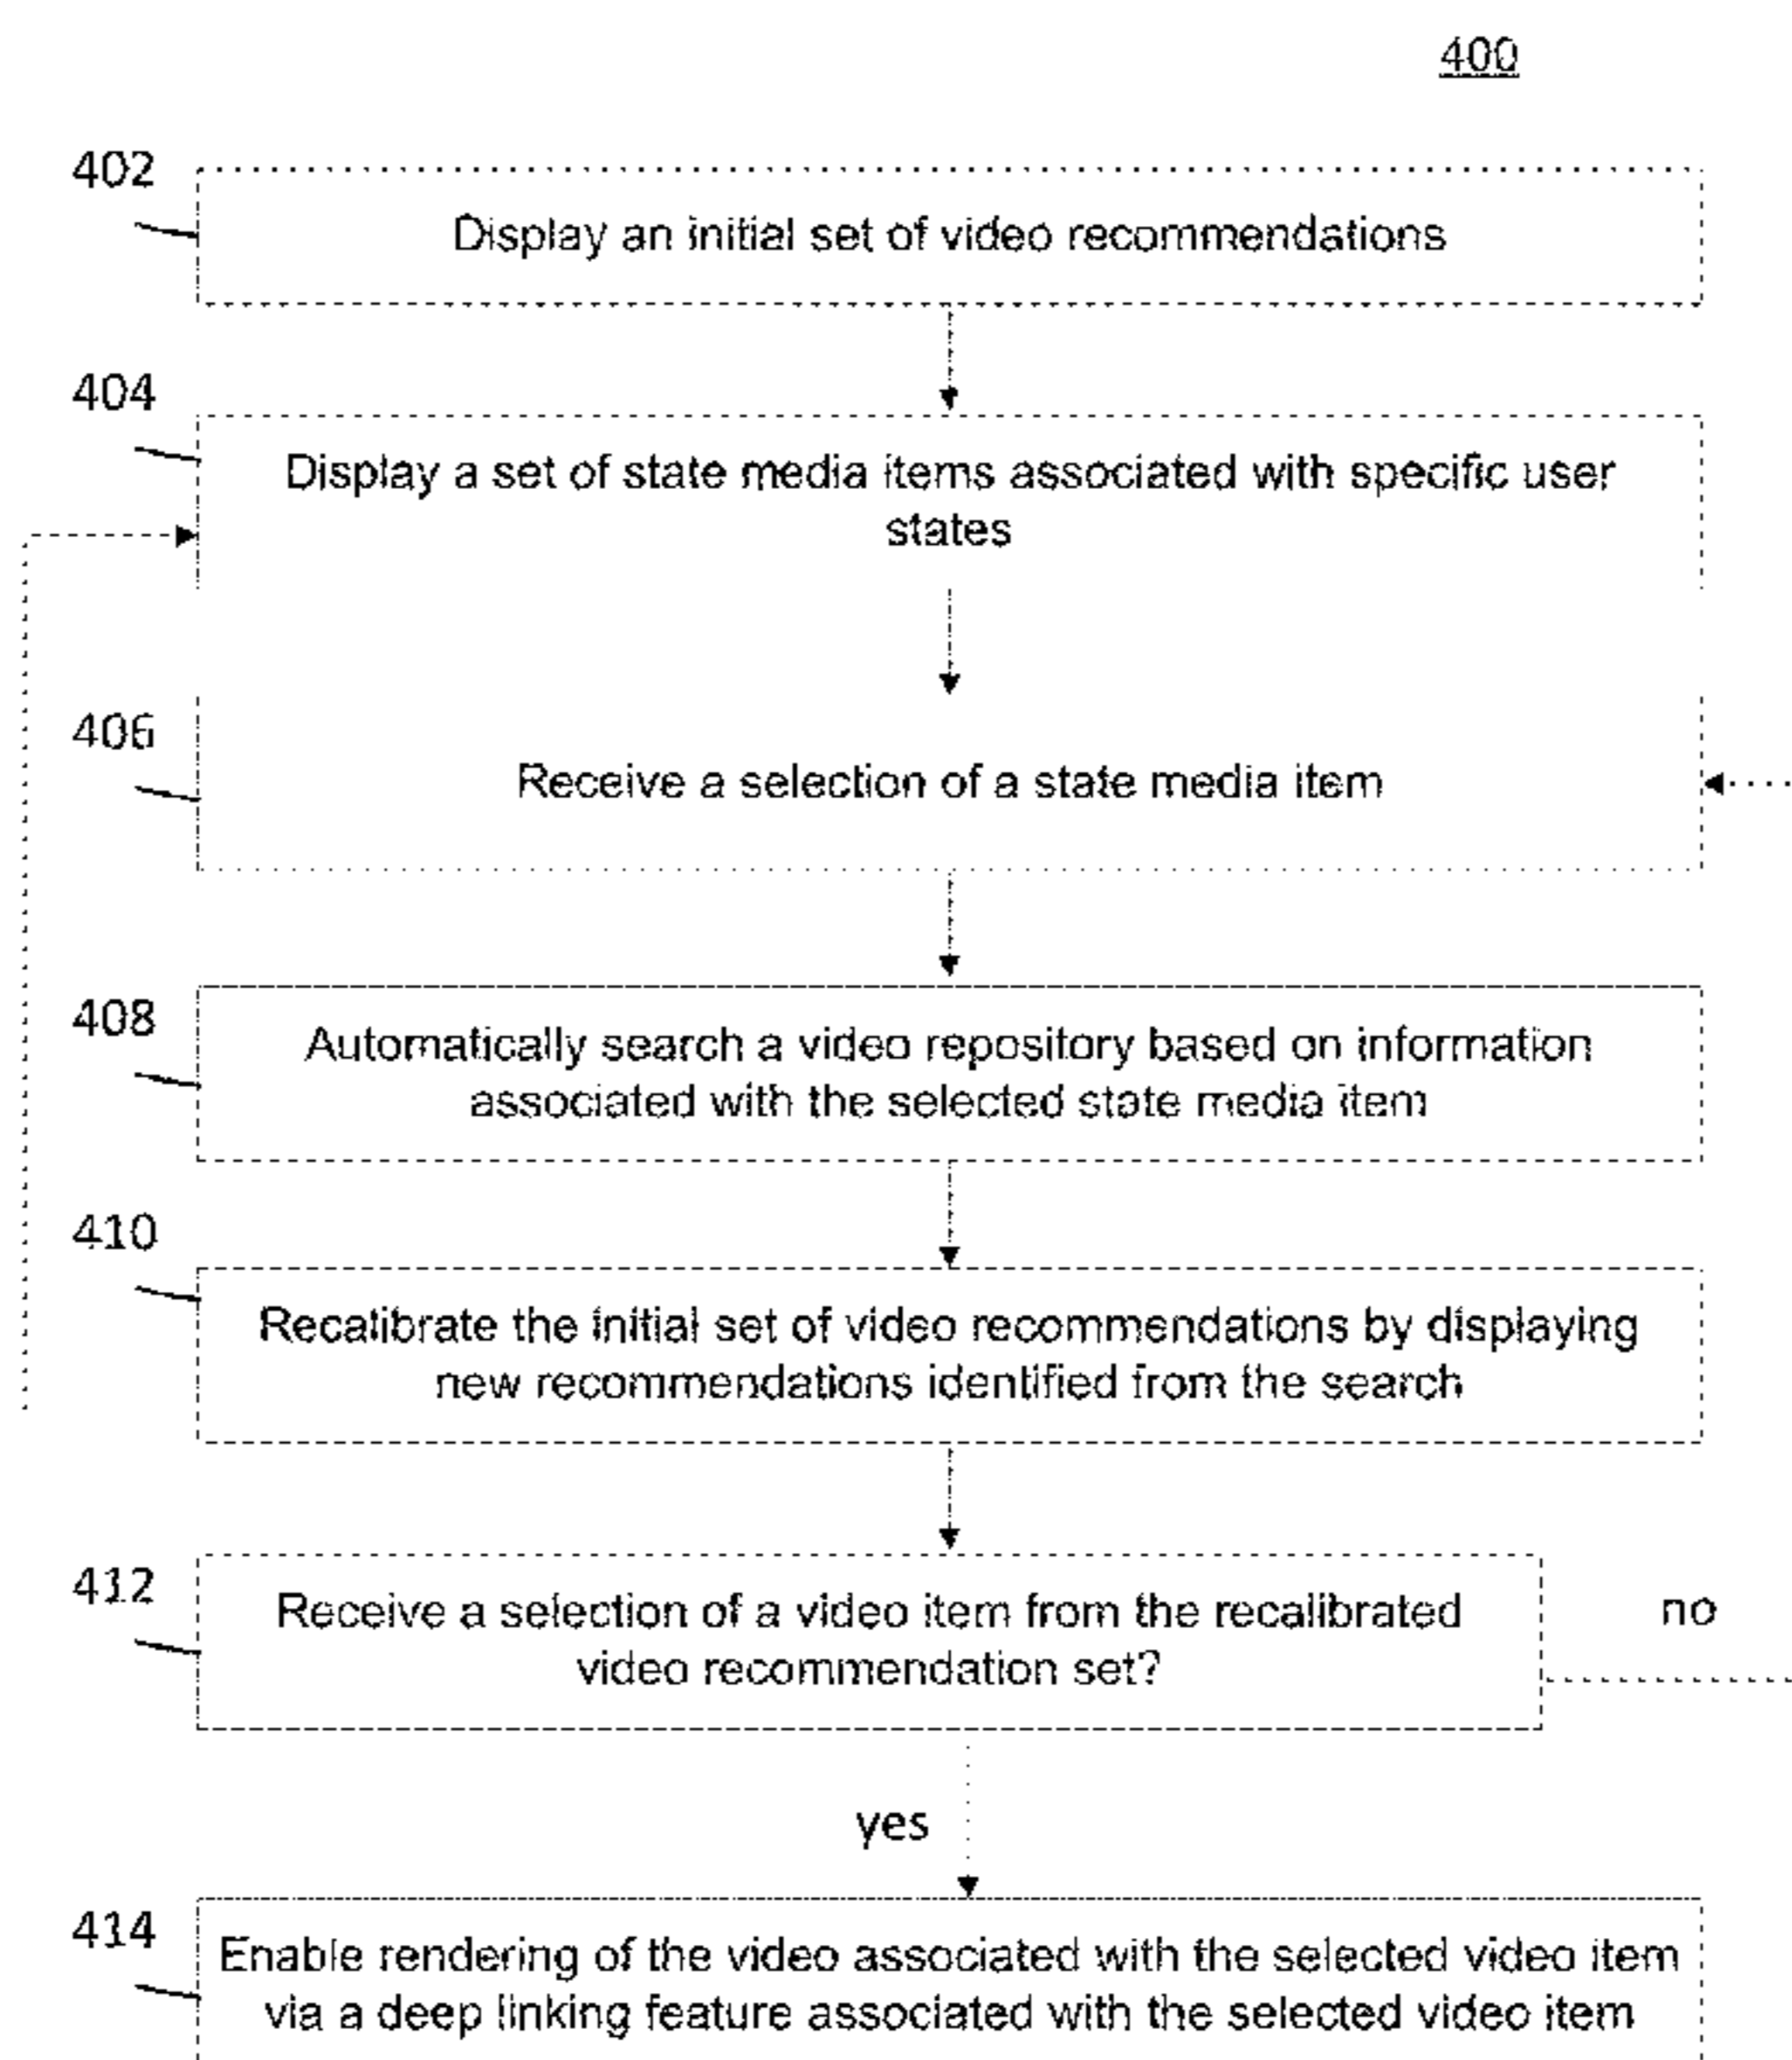 400
402
Display an initial set of video recommendations
404
Display a set of state media items associated with specific user
states
406
Receive a selection of a state media item
408
Automatically search a video repository based on information
associated with the selected state media item
410
Recalibrate the initial set of video recommendations by displaying
new recommendations identified from the search
412
Receive a selection of a video item from the recalibrated
video recommendation set?
no
yes
414
Enable rendering of the video associated with the selected video item
via a deep linking feature associated with the selected video item